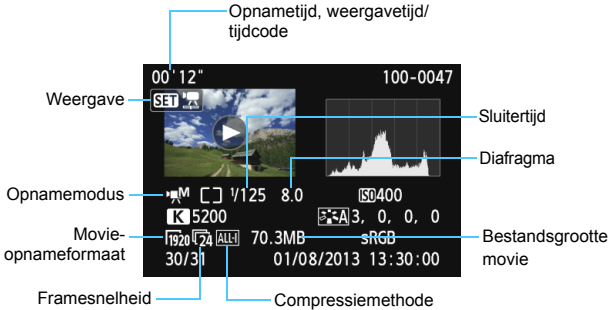 Opnametijd, weergavetijd/
tijdcode
00'12" 100-0047
Weergave
SET
Sluitertijd
Diafragma
Opnamemodus
M 1/125 8.0 ISO 400
K 5200 A 3, 0, 0, 0
Movie-
opnameformaat
1920 24 ALL-I 70.3MB sRGB
Bestandsgrootte
movie
30/31 01/08/2013 13:30:00
Framesnelheid
Compressiemethode